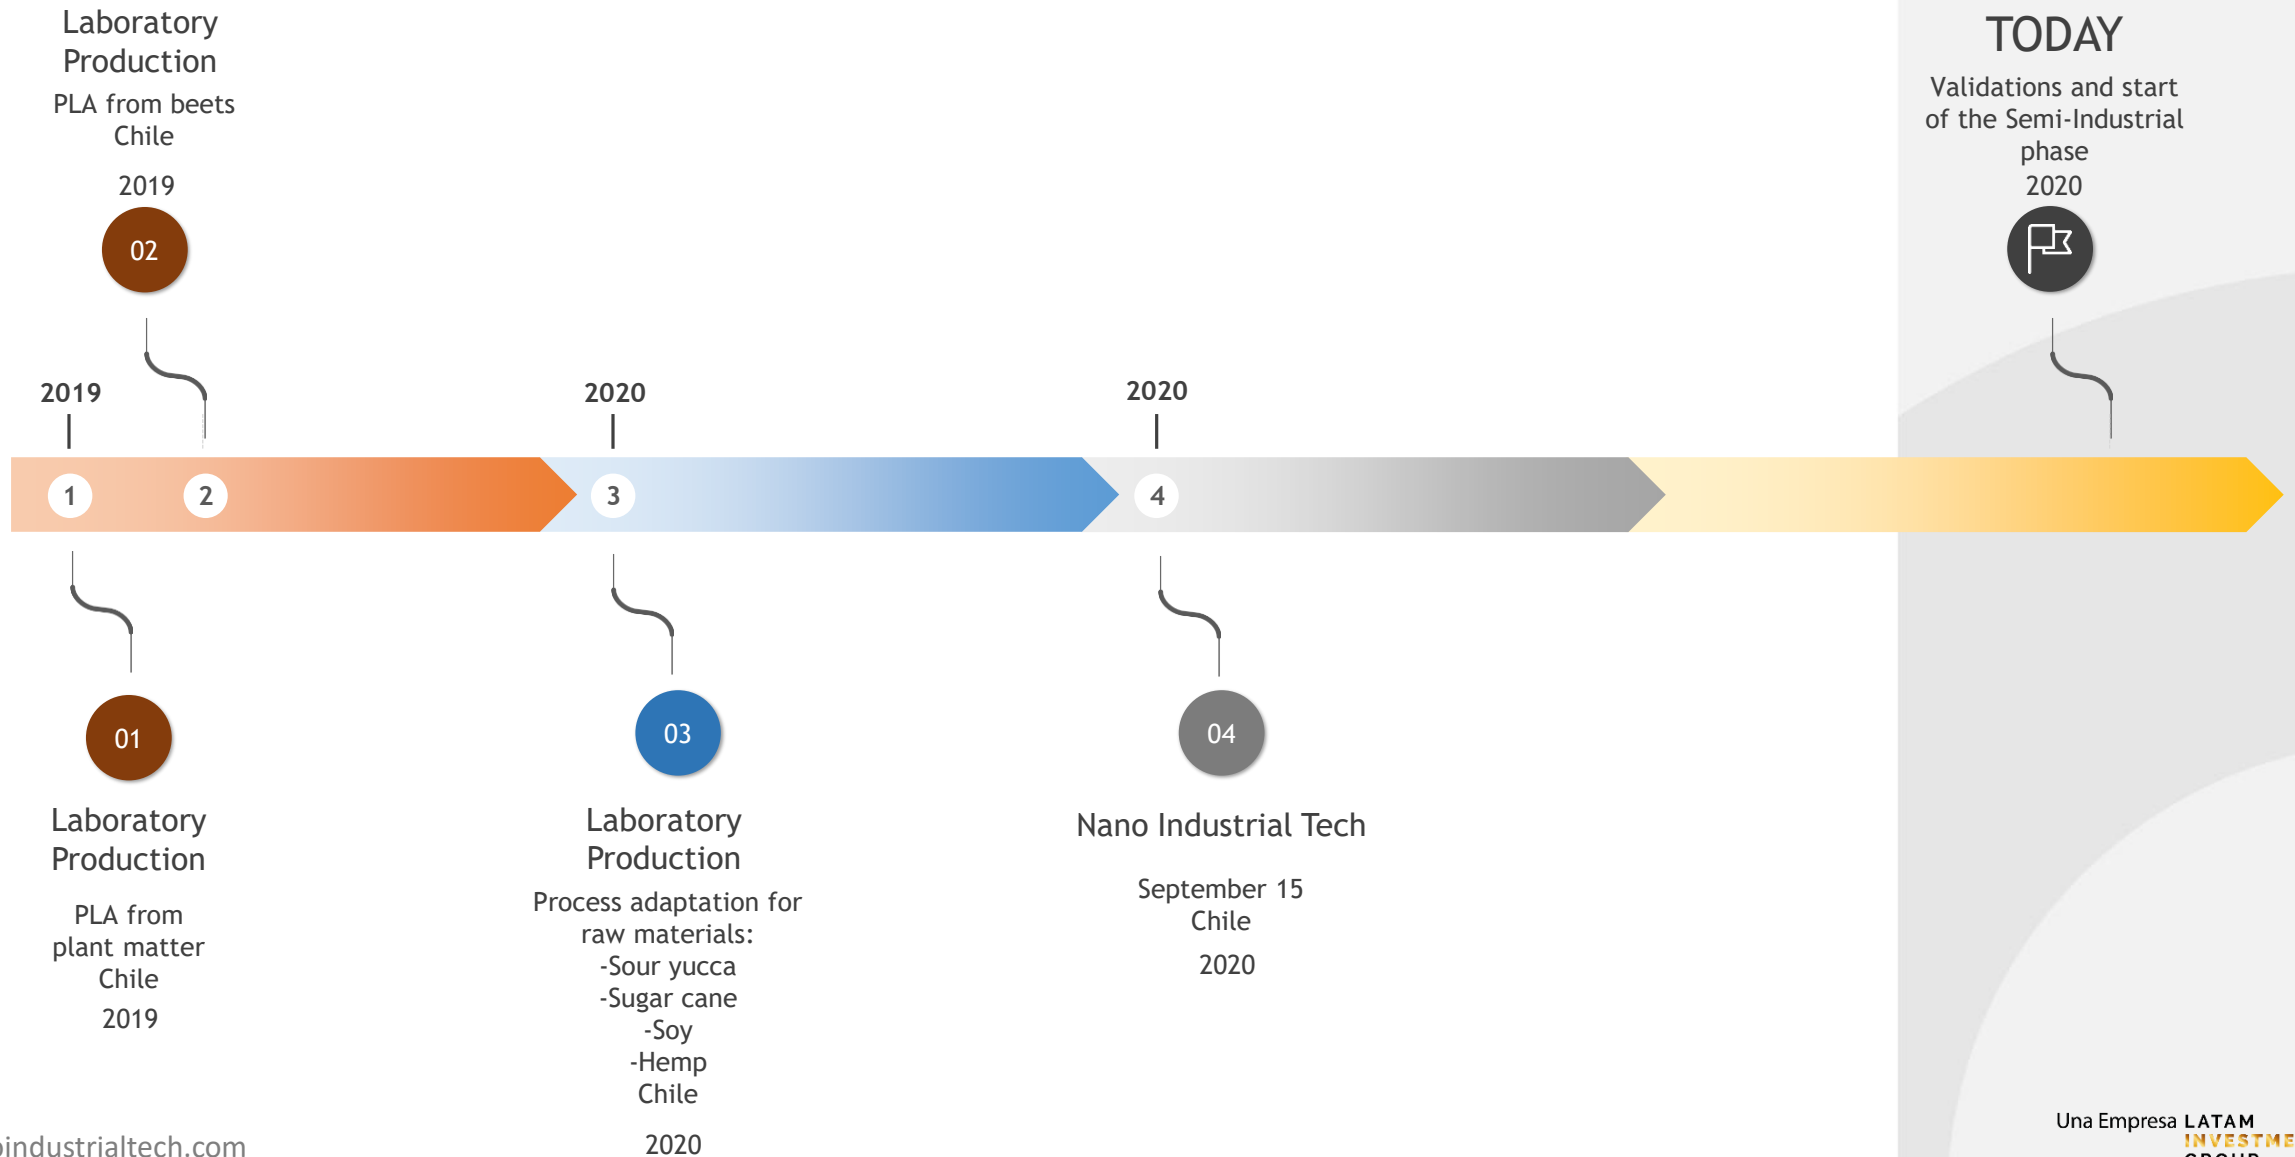 Laboratory
Production
PLA from beets
Chile
2019
02
TODAY
Validations and start
of the Semi-Industrial
phase
2020
2019
2020
2020
1
2
3
4
01
Laboratory
Production
PLA from
plant matter
Chile
2019
03
Laboratory
Production
Process adaptation for
raw materials:
-Sour yucca
-Sugar cane
-Soy
-Hemp
Chile
2020
04
Nano Industrial Tech
September 15
Chile
2020
oindustrialtech.com
Una Empresa LATAM
INVESTME
GROUP